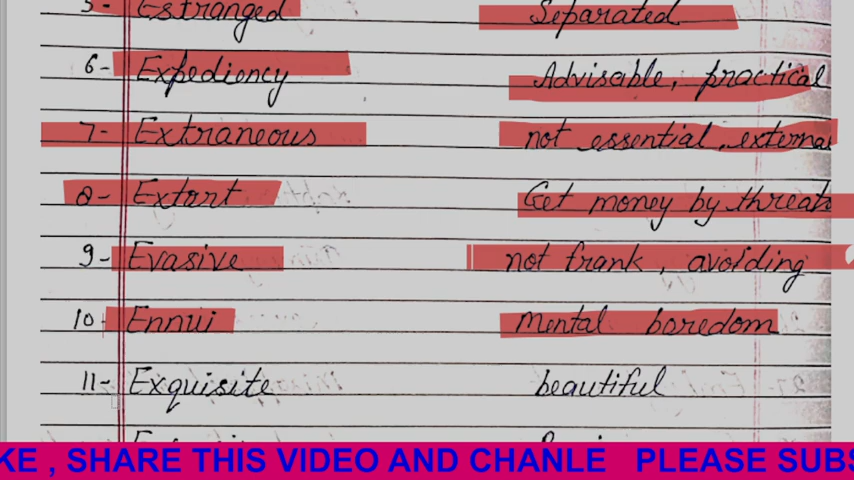 5- Estranged Separated
6- Expediency Advisable, practical
7- Extraneous not essential, external
8- Extort Get money by threats
9- Evasive not frank, avoiding
10- Ennui mental boredom
11- Exquisite beautiful
KE , SHARE THIS VIDEO AND CHANLE PLEASE SUBS